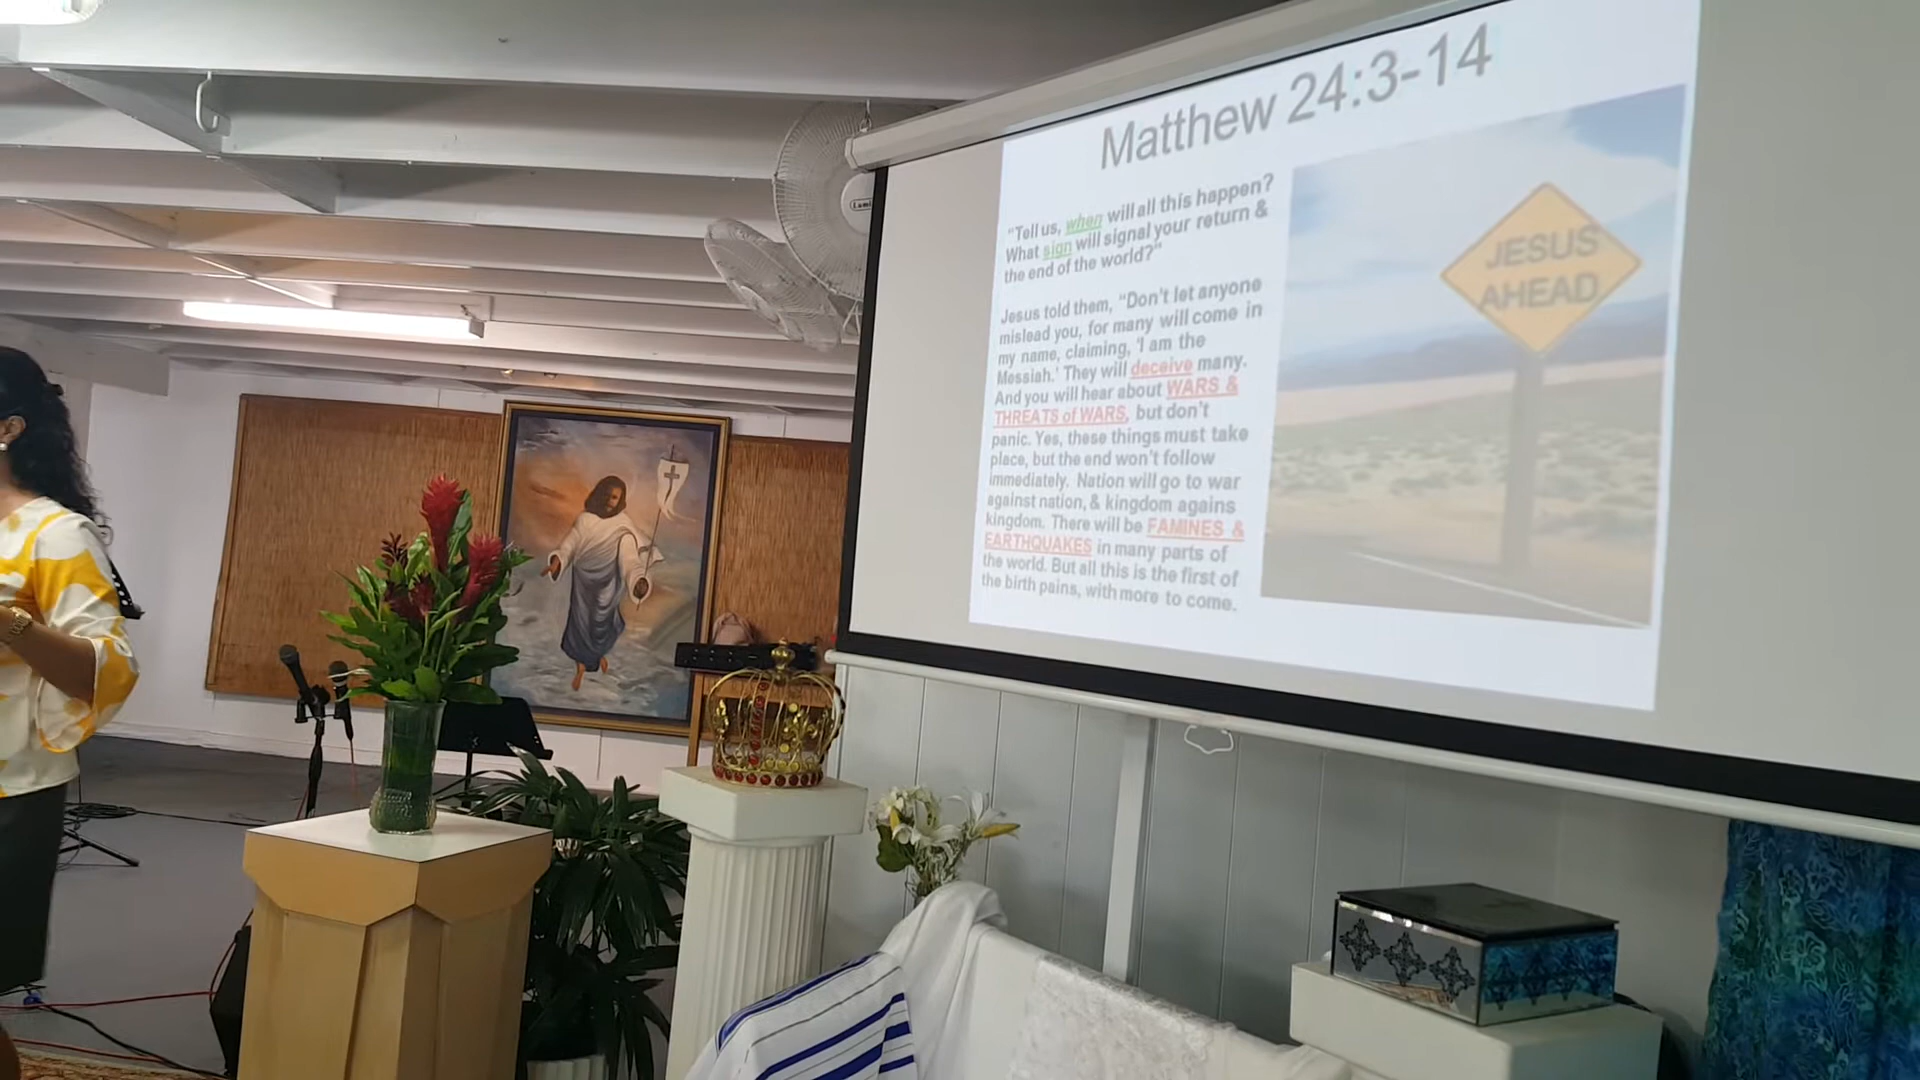 Matthew 24:3-14
"Tell us, when will all this happen?
What sign will signal your return &
the end of the world?"
Jesus told them, "Don't let anyone
mislead you, for many will come in
my name, claiming, 'I am the
Messiah.' They will deceive many.
And you will hear about WARS &
THREATS of WARS, but don't
panic. Yes, these things must take
place, but the end won't follow
immediately. Nation will go to war
against nation, & kingdom agains
kingdom. There will be FAMINES &
EARTHQUAKES in many parts of
the world. But all this is the first of
the birth pains, with more to come.
JESUS
AHEAD